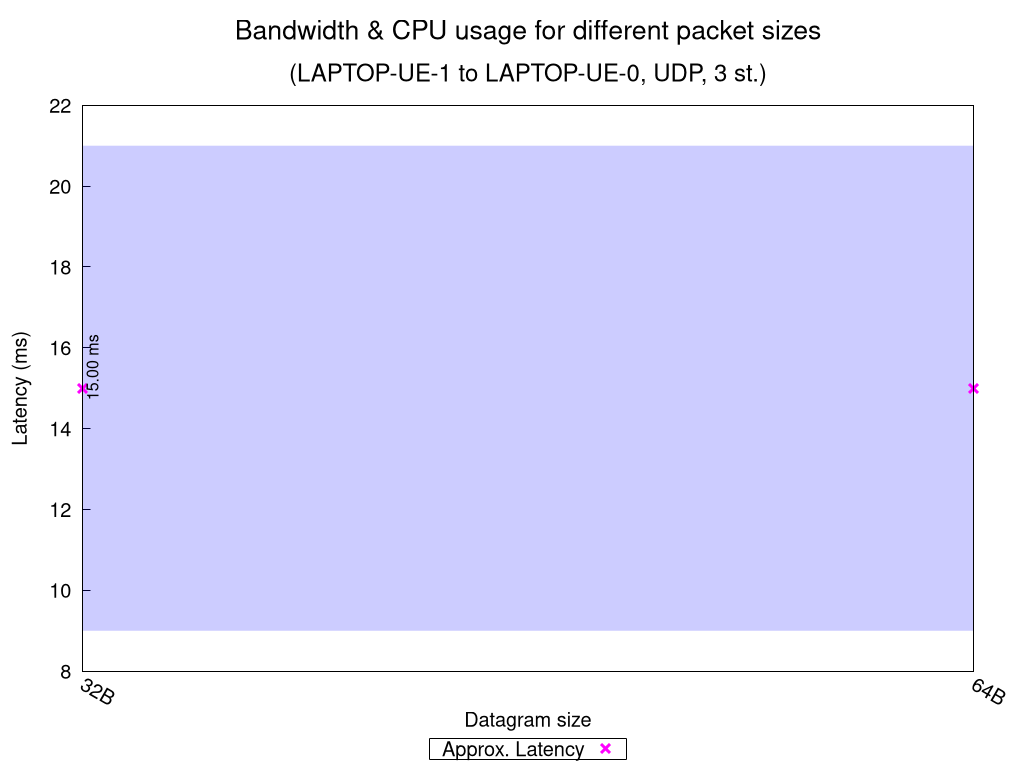 Bandwidth & CPU usage for different packet sizes
(LAPTOP-UE-1 to LAPTOP-UE-0, UDP, 3 st.)
22
20
18
16
14
12
10
8
Latency (ms)
15.00 ms
32B
64B
Datagram size
Approx. Latency